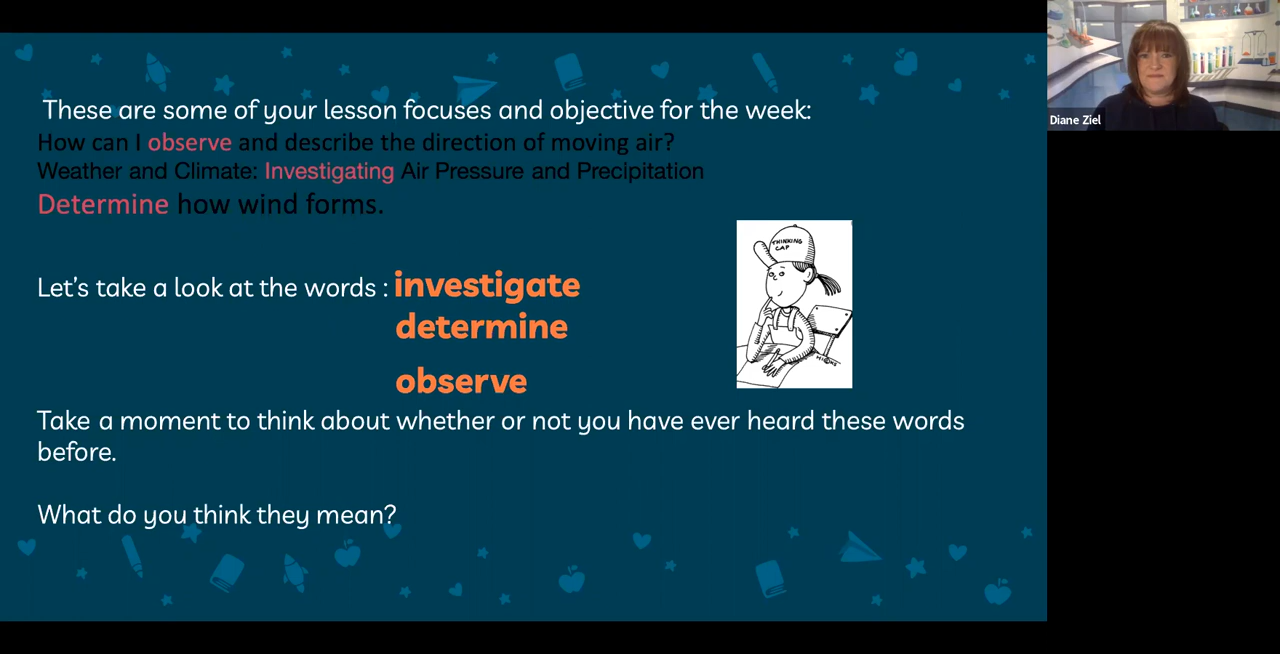 These are some of your lesson focuses and objective for the week:
How can I observe and describe the direction of moving air?
Weather and Climate: Investigating Air Pressure and Precipitation
Determine how wind forms.
Let's take a look at the words : investigate
determine
observe
Take a moment to think about whether or not you have ever heard these words
before.
What do you think they mean?
THINKING
CAP
Diane Ziel